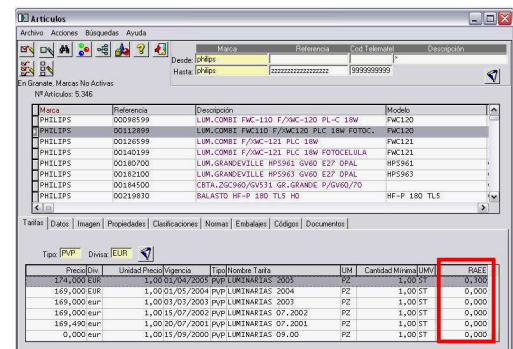 Artículos
Archivo Acciones Búsquedas Ayuda
Marca Referencia Cod Telematel Descripción
Desde: philips *
Hasta: philips zzzzzzzzzzzzzzzzzz 9999999999
En Granate, Marcas No Activas
Nº Artículos: 5.346
Marca Referencia Descripción Modelo
PHILIPS 00098599 LUM.COMBI FWC-110 F/XWC-120 PL-C 18W FWC120
PHILIPS 00112899 LUM.COMBI FWC110 F/XWC120 PLC 18W FOTOC. FWC120
PHILIPS 00126599 LUM.COMBI F/XWC-121 PLC 18W FWC121
PHILIPS 00140199 LUM.COMBI F/XWC-121 PLC 18W FOTOCELULA FWC121
PHILIPS 00180700 LUM.GRANDEVILLE HPS961 GV60 E27 OPAL HPS961
PHILIPS 00182100 LUM.GRANDEVILLE HPS963 GV60 E27 OPAL HPS963
PHILIPS 00184500 CBTA.ZGC960/GV531 GR.GRANDE P/GV60/70
PHILIPS 00219830 BALASTO HF-P 180 TL5 HO HF-P 180 TL5
Tarifas Datos Imagen Propiedades Clasificaciones Normas Embalajes Códigos Documentos
Tipo: PVP Divisa: EUR
Precio Div. Unidad Precio Vigencia Tipo Nombre Tarifa UM Cantidad Mínima UMV RAEE
174,000 EUR 1,00 01/04/2005 PVP LUMINARIAS 2005 PZ 1,00 ST 0,300
169,000 EUR 1,00 01/05/2004 PVP LUMINARIAS 2004 PZ 1,00 ST 0,000
169,000 eur 1,00 03/03/2003 PVP LUMINARIAS 2003 PZ 1,00 ST 0,000
169,000 eur 1,00 15/07/2002 PVP LUMINARIAS 07.2002 PZ 1,00 ST 0,000
169,490 eur 1,00 20/07/2001 PVP LUMINARIAS 07.2001 PZ 1,00 ST 0,000
0,000 eur 1,00 15/09/2000 PVP LUMINARIAS 09.00 PZ 1,00 ST 0,000